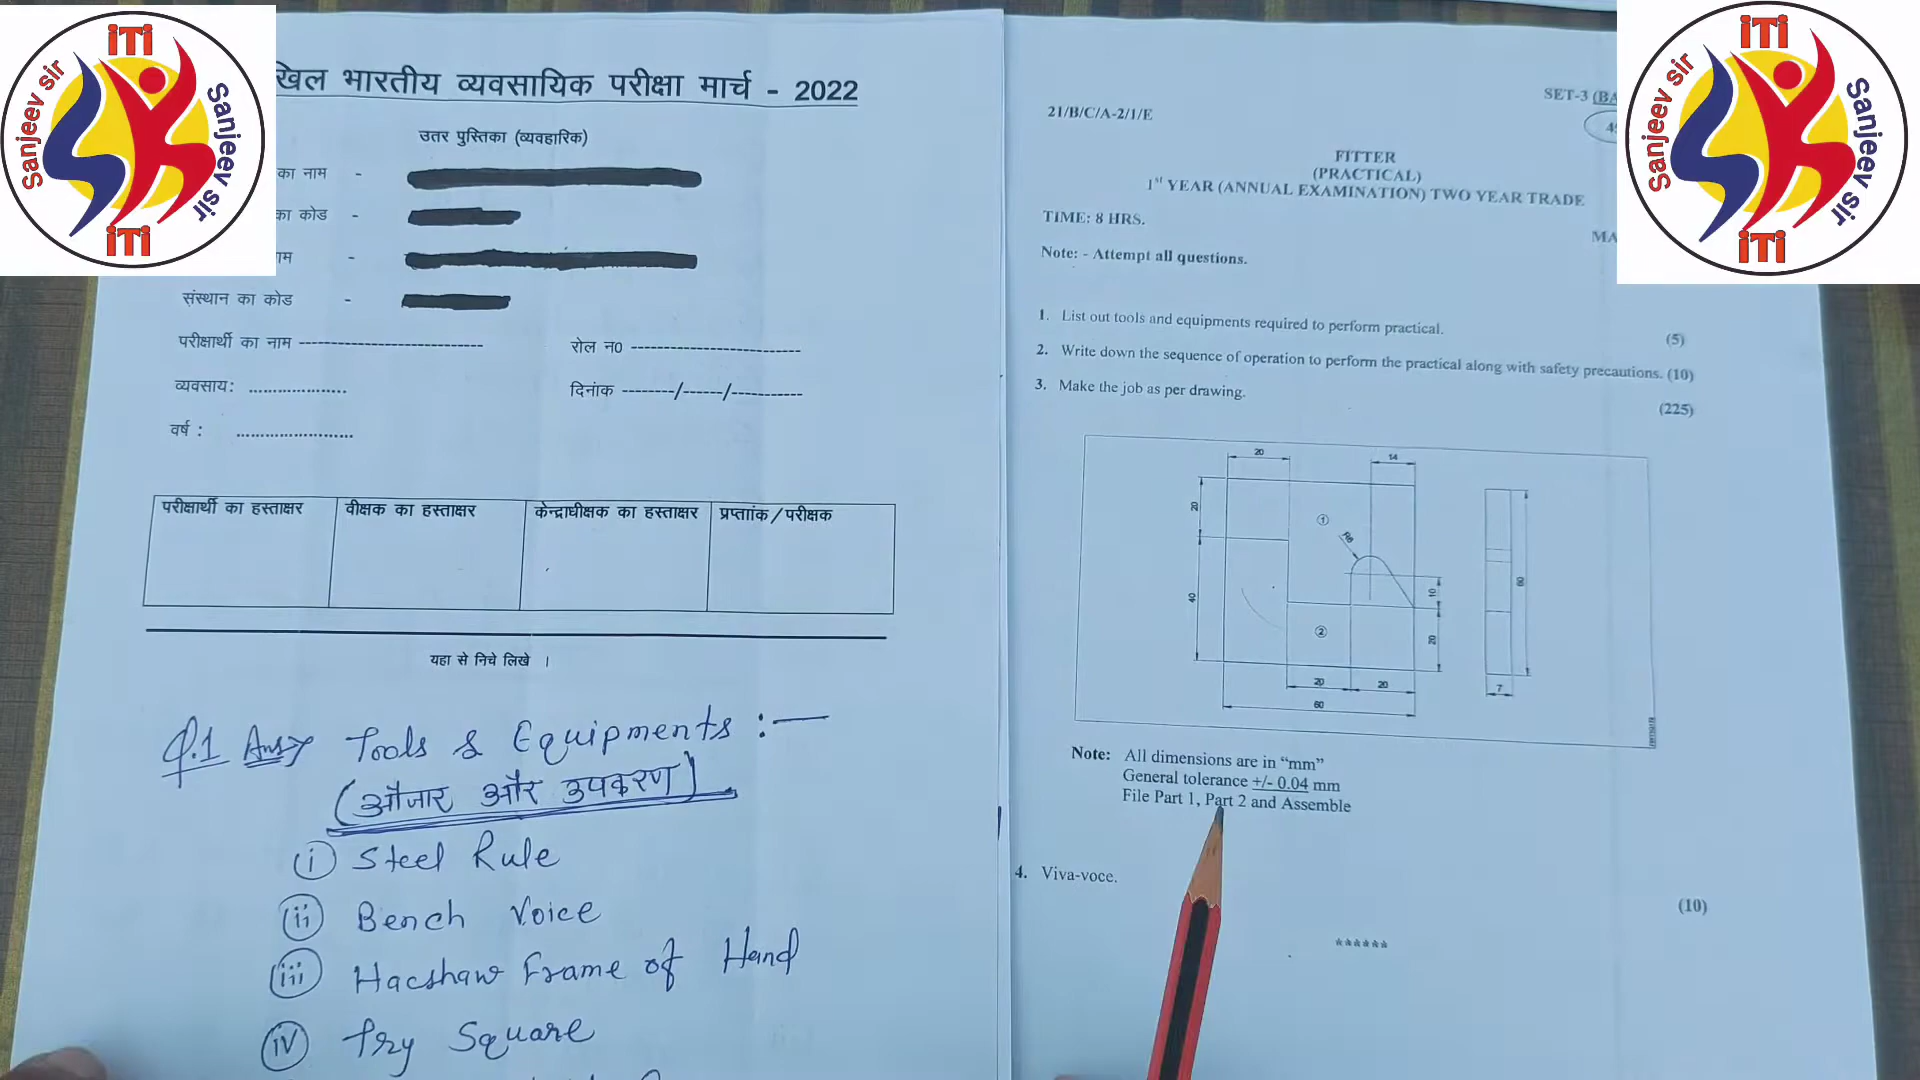 iTi
Sanjeev sir
Sanjeev sir
iTi
खिल भारतीय व्यवसायिक परीक्षा मार्च - 2022
उतर पुस्तिका (व्यवहारिक)
का नाम -
का कोड -
-
संस्थान का कोड -
परीक्षार्थी का नाम ----------------------------
रोल न0 --------------------------
व्यवसाय: ...................
दिनांक --------/------/-----------
वर्ष : .......................
परीक्षार्थी का हस्ताक्षर
वीक्षक का हस्ताक्षर
केन्द्राधीक्षक का हस्ताक्षर
प्रप्तांांक/परीक्षक
यहा से निचे लिखे ।
Q.1 Ans Tools & Equipments :—
(औजार और उपकरण)
(i) Steel Rule
(ii) Bench Voice
(iii) Hacshaw Frame of Hand
(iv) Try Square
iTi
Sanjeev sir
Sanjeev sir
iTi
SET-3 (BA
21/B/C/A-2/1/E
FITTER
(PRACTICAL)
1st YEAR (ANNUAL EXAMINATION) TWO YEAR TRADE
TIME: 8 HRS.
MA
Note: - Attempt all questions.
1. List out tools and equipments required to perform practical. (5)
2. Write down the sequence of operation to perform the practical along with safety precautions. (10)
3. Make the job as per drawing. (225)
20
14
20
1
R6
60
10
40
2
20
20
20
7
60
Note: All dimensions are in “mm”
General tolerance +/- 0.04 mm
File Part 1, Part 2 and Assemble
4. Viva-voce. (10)
******